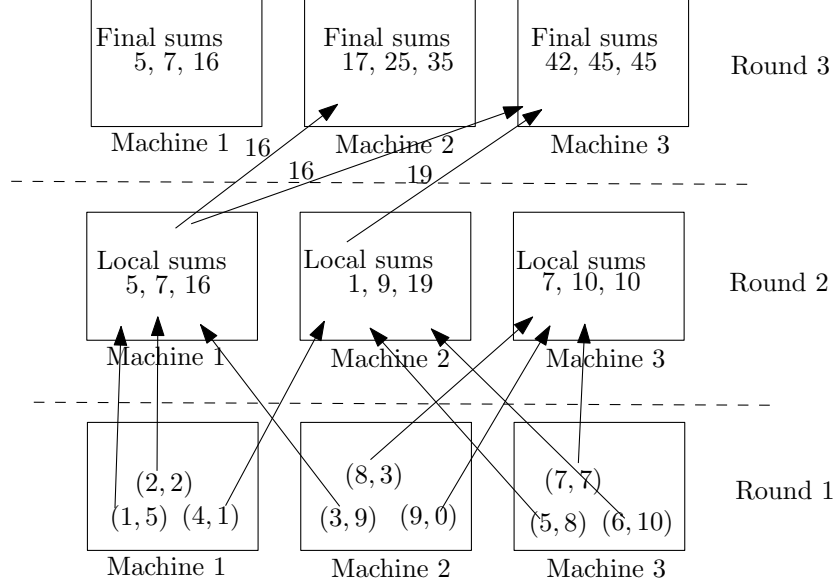 Final sums
5, 7, 16
Final sums
17, 25, 35
Final sums
42, 45, 45
Round 3
Machine 1
Machine 2
Machine 3
16
16
19
Local sums
5, 7, 16
Local sums
1, 9, 19
Local sums
7, 10, 10
Round 2
Machine 1
Machine 2
Machine 3
(2, 2)
(1, 5) (4, 1)
(8, 3)
(3, 9) (9, 0)
(7, 7)
(5, 8) (6, 10)
Round 1
Machine 1
Machine 2
Machine 3